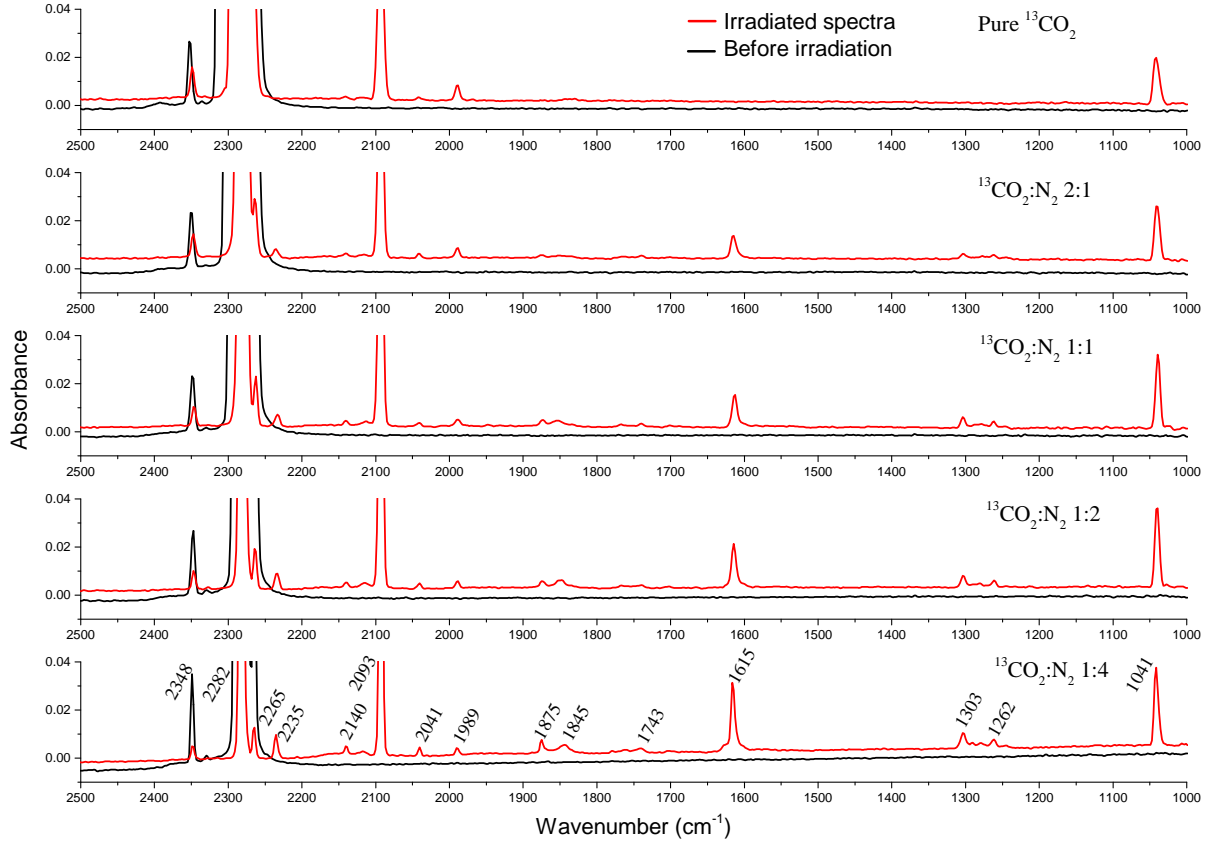 Irradiated spectra
Before irradiation
Pure ¹³CO₂
0.04
0.02
0.00
2500 2400 2300 2200 2100 2000 1900 1800 1700 1600 1500 1400 1300 1200 1100 1000
¹³CO₂:N₂ 2:1
0.04
0.02
0.00
2500 2400 2300 2200 2100 2000 1900 1800 1700 1600 1500 1400 1300 1200 1100 1000
¹³CO₂:N₂ 1:1
0.04
0.02
0.00
2500 2400 2300 2200 2100 2000 1900 1800 1700 1600 1500 1400 1300 1200 1100 1000
Absorbance
¹³CO₂:N₂ 1:2
0.04
0.02
0.00
2500 2400 2300 2200 2100 2000 1900 1800 1700 1600 1500 1400 1300 1200 1100 1000
¹³CO₂:N₂ 1:4
0.04
0.02
0.00
2348 2282 2265 2235 2140 2093 2041 1989 1875 1845 1743 1615 1303 1262 1041
2500 2400 2300 2200 2100 2000 1900 1800 1700 1600 1500 1400 1300 1200 1100 1000
Wavenumber (cm⁻¹)